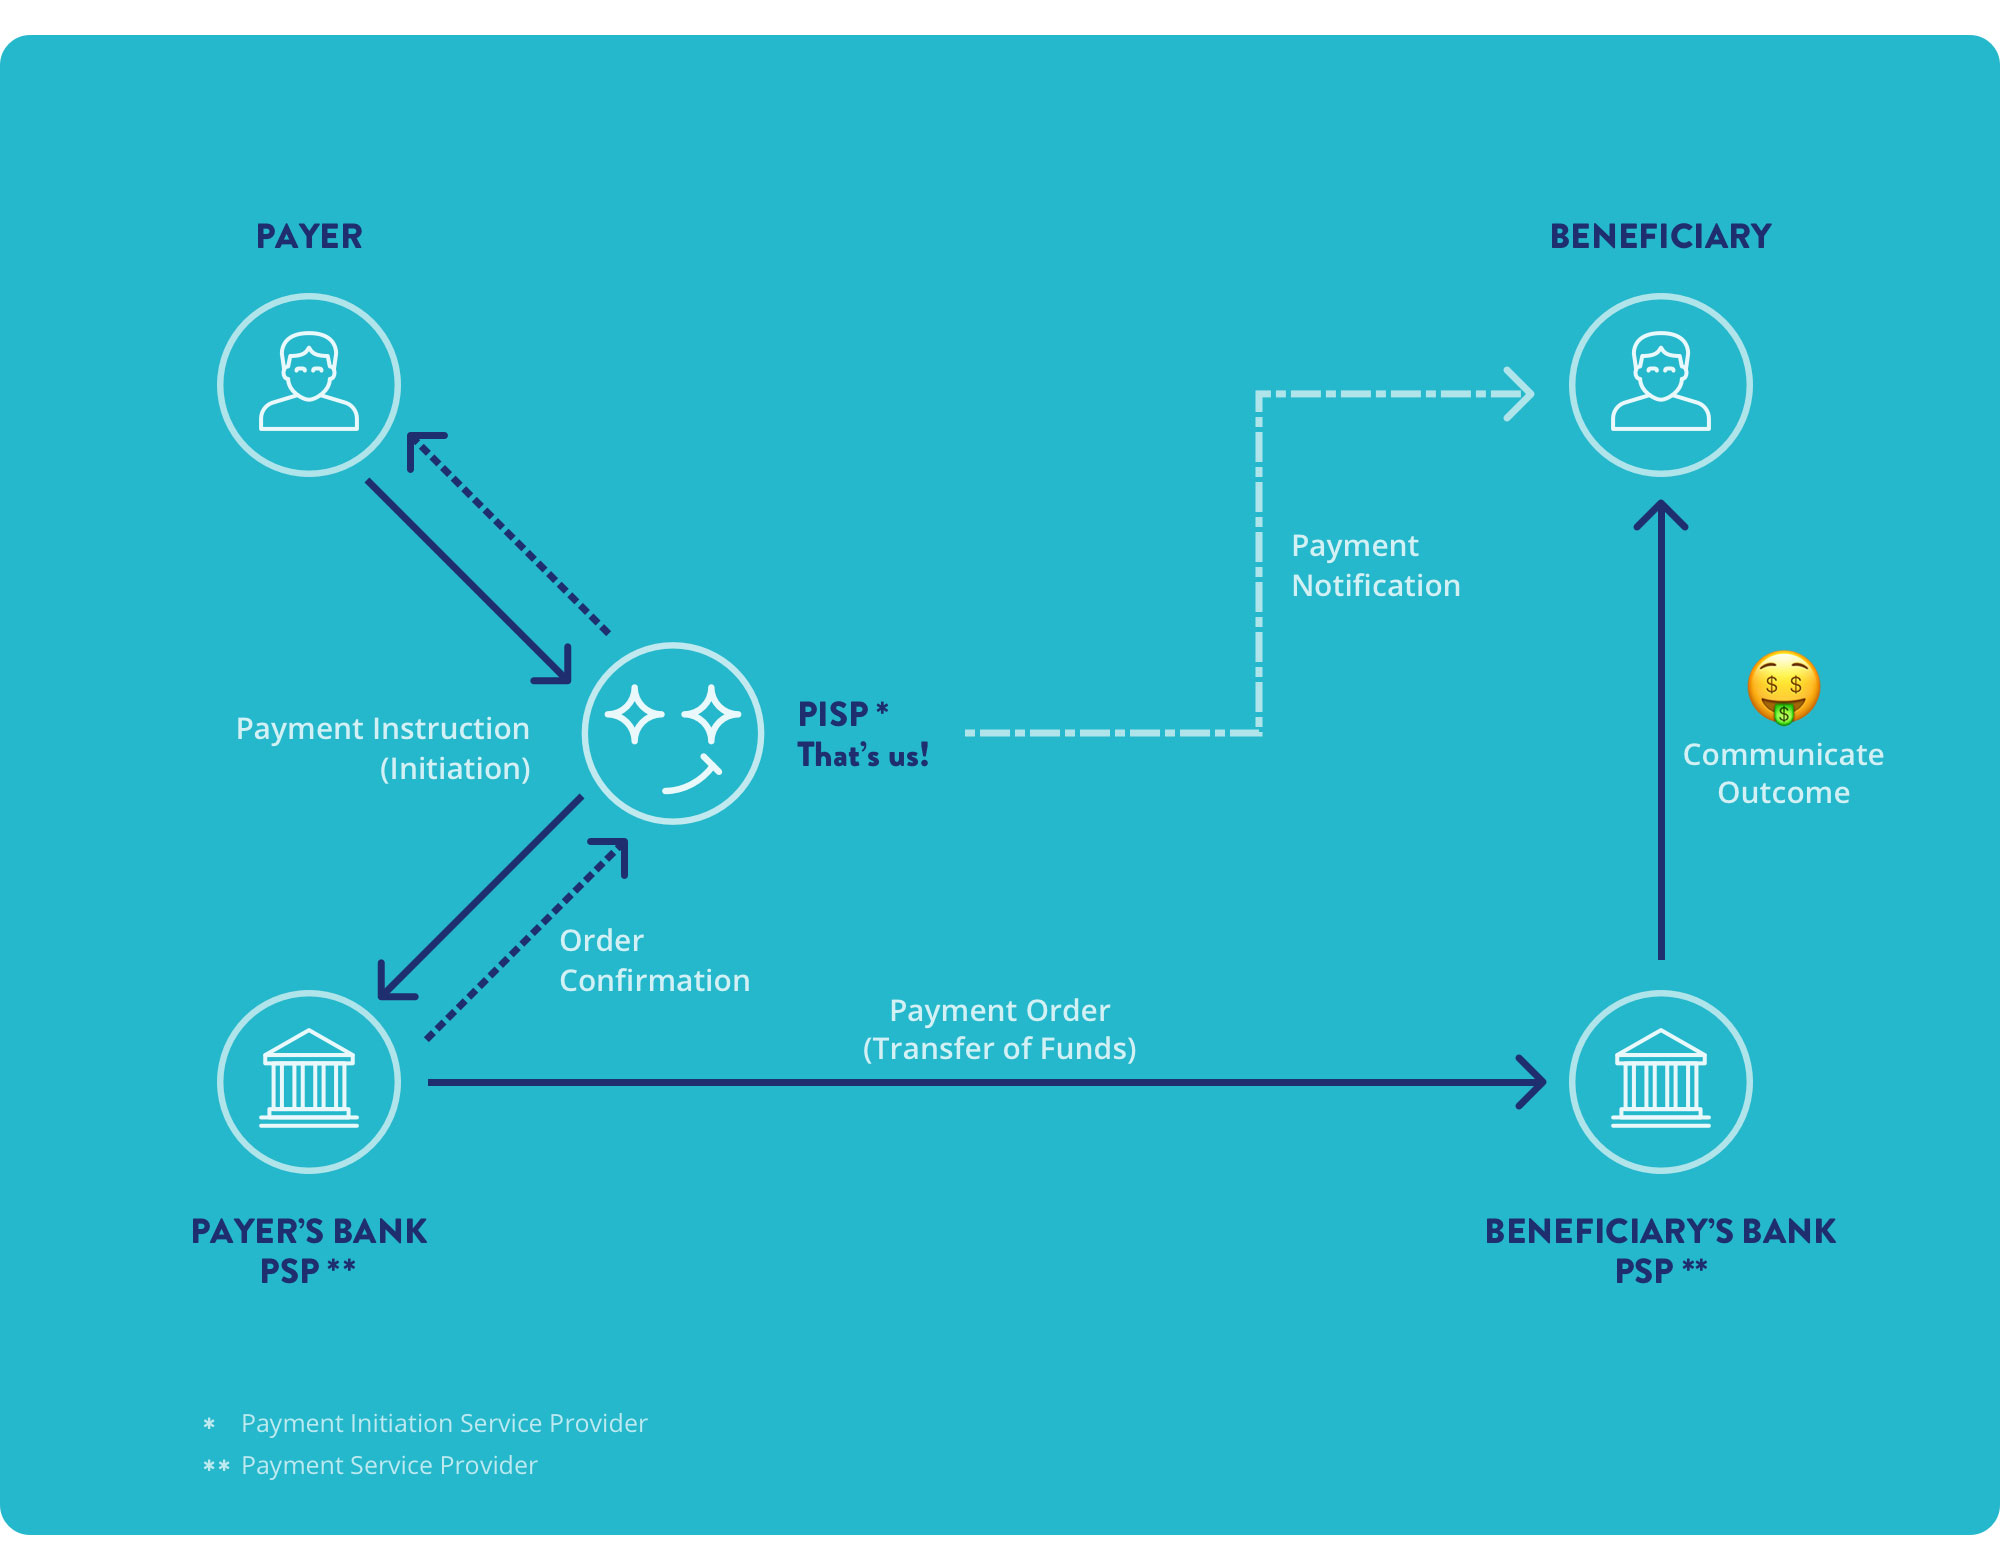 PAYER
BENEFICIARY
Payment
Notification
PISP *
That's us!
Payment Instruction
(Initiation)
$ $
$
Communicate
Outcome
Order
Confirmation
Payment Order
(Transfer of Funds)
PAYER'S BANK
PSP **
BENEFICIARY'S BANK
PSP **
* Payment Initiation Service Provider
** Payment Service Provider